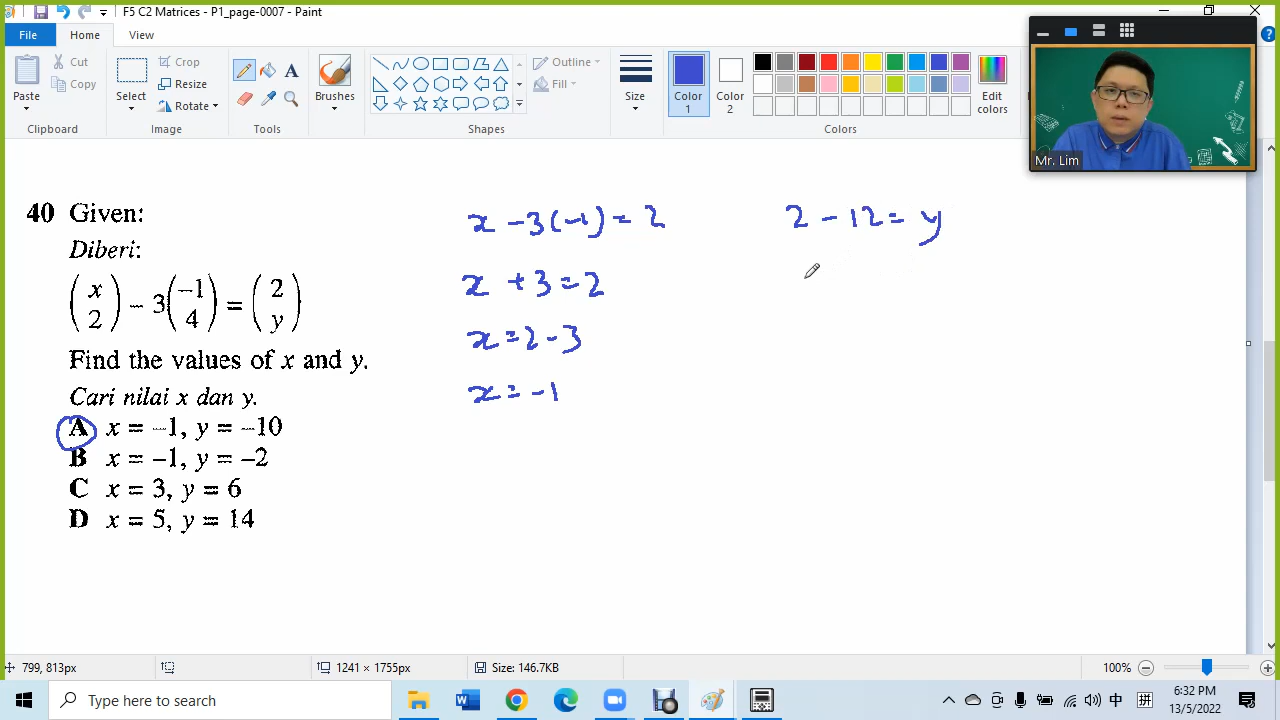 F5 C2 Matrices - P1_page-0007 - Paint
File Home View
Paste Cut Copy Clipboard
Select Crop Resize Rotate Image
A Tools
Brushes
Shapes
Outline Fill
Size
Color 1 Color 2 Edit colors Colors
Mr. Lim
40 Given:
Diberi:
(x 2) − 3(−1 4) = (2 y)
Find the values of x and y.
Cari nilai x dan y.
A x = −1, y = −10
B x = −1, y = −2
C x = 3, y = 6
D x = 5, y = 14
x - 3(-1) = 2
x + 3 = 2
x = 2 - 3
x = -1
2 - 12 = y
799, 813px
1241 × 1755px
Size: 146.7KB
100%
Type here to search
中 拼
6:32 PM
13/5/2022